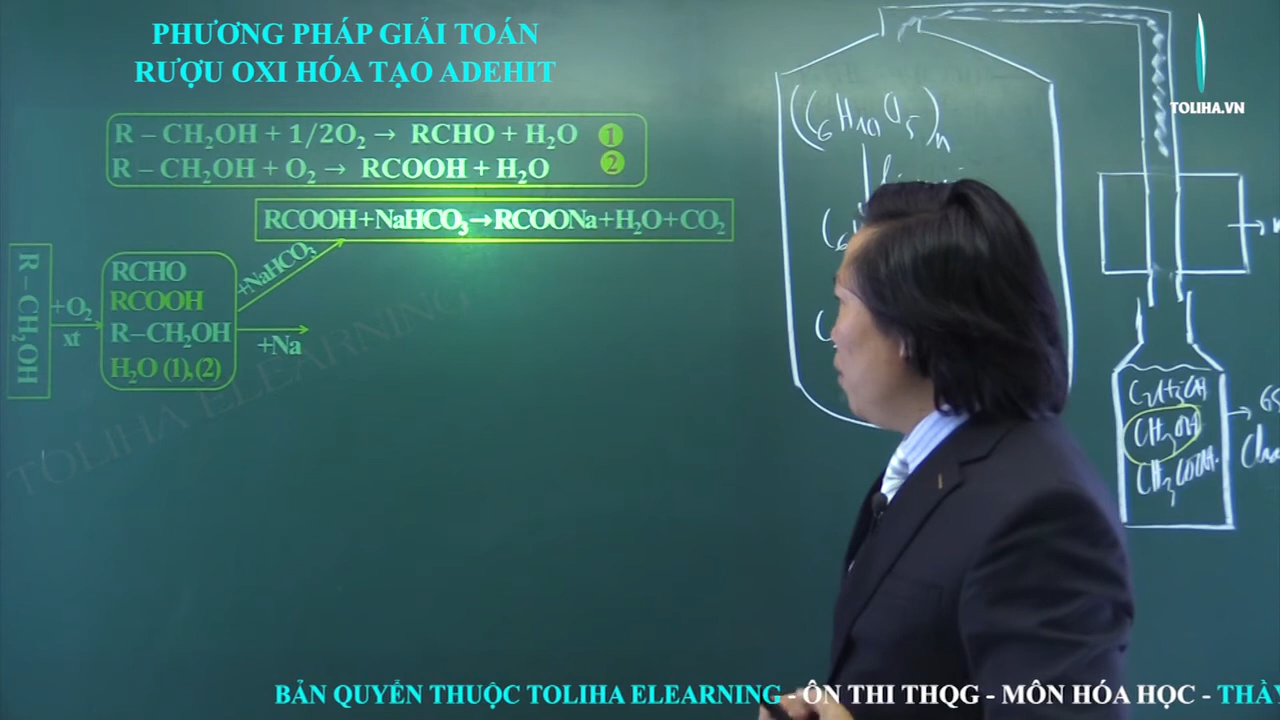 PHƯƠNG PHÁP GIẢI TOÁN
RƯỢU OXI HÓA TẠO ADEHIT
TOLIHA.VN
R – CH₂OH + 1/2O₂ → RCHO + H₂O 1
R – CH₂OH + O₂ → RCOOH + H₂O 2
RCOOH+NaHCO₃→RCOONa+H₂O+CO₂
R – CH₂OH
+O₂
xt
RCHO
RCOOH
R–CH₂OH
H₂O (1),(2)
+NaHCO₃
+Na
TOLIHA ELEARNING
(C₆H₁₀O₅)n
C₂H₅OH
CH₃OH
CH₃COOH
BẢN QUYỀN THUỘC TOLIHA ELEARNING - ÔN THI THQG - MÔN HÓA HỌC - THẦY